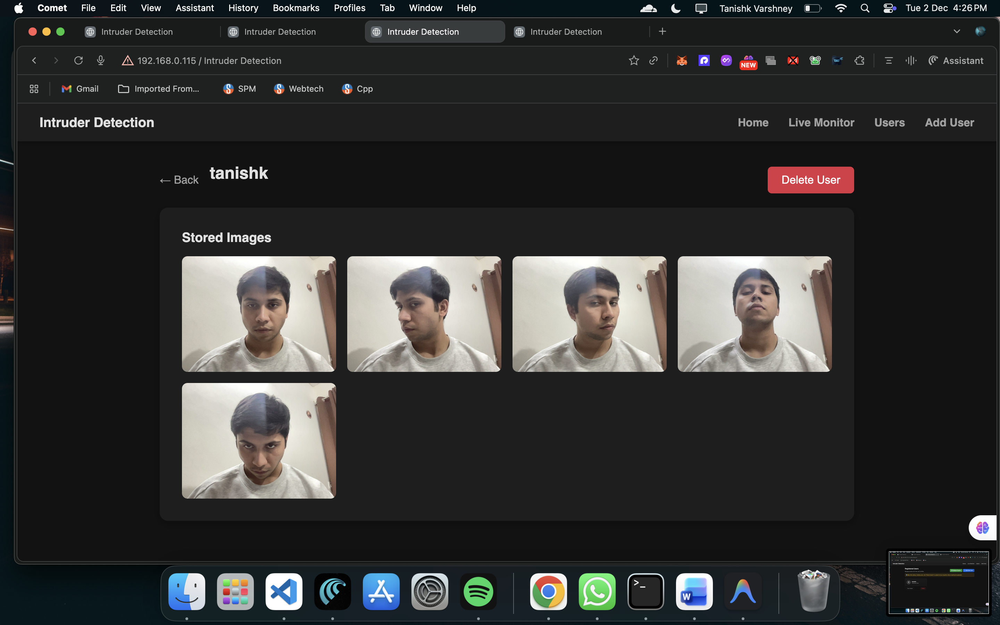 Comet File Edit View Assistant History Bookmarks Profiles Tab Window Help Tanishk Varshney Tue 2 Dec 4:26 PM
Intruder Detection Intruder Detection Intruder Detection Intruder Detection
192.168.0.115 / Intruder Detection NEW Assistant
Gmail Imported From... SPM Webtech Cpp
Intruder Detection Home Live Monitor Users Add User
← Back tanishk Delete User
Stored Images
Registered Users
>_
W